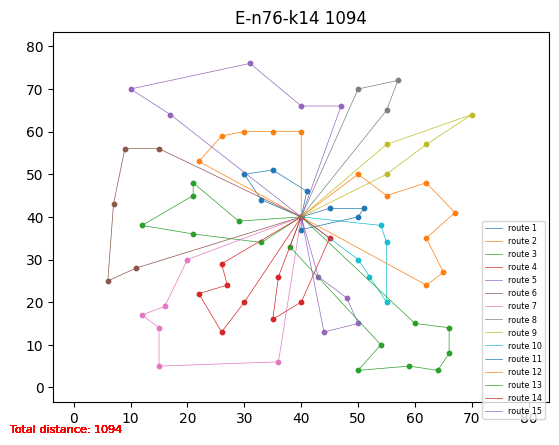 E-n76-k14 1094
80
70
60
50
40
30
20
10
0
0 10 20 30 40 50 60 70 80
route 1
route 2
route 3
route 4
route 5
route 6
route 7
route 8
route 9
route 10
route 11
route 12
route 13
route 14
route 15
Total distance: 1094